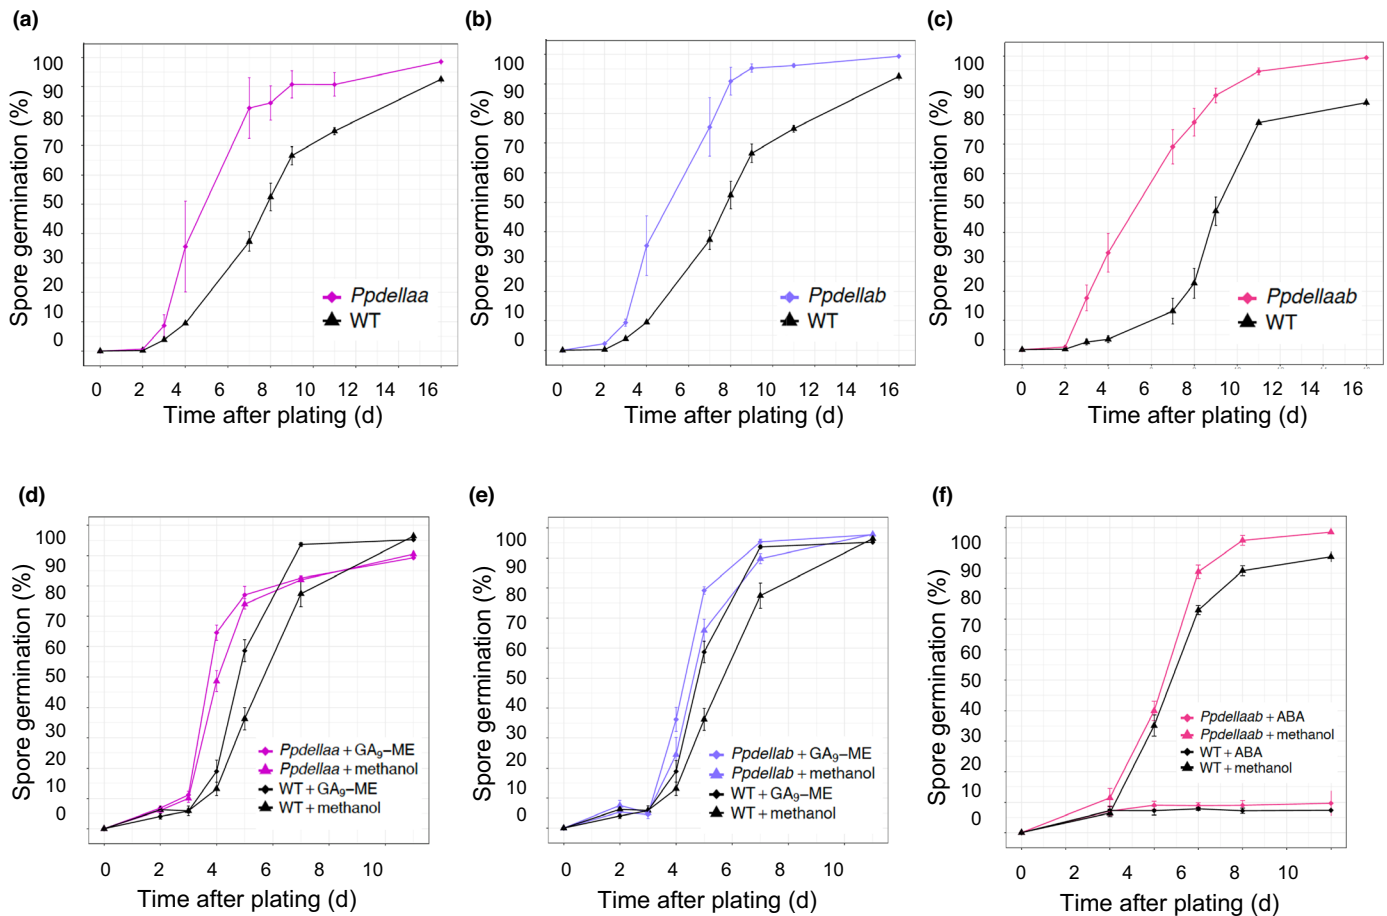 (a)
Spore germination (%)
100
90
80
70
60
50
40
30
20
10
0
Ppdellaa
WT
0 2 4 6 8 10 12 14 16
Time after plating (d)
(b)
Spore germination (%)
100
90
80
70
60
50
40
30
20
10
0
Ppdellab
WT
0 2 4 6 8 10 12 14 16
Time after plating (d)
(c)
Spore germination (%)
100
90
80
70
60
50
40
30
20
10
0
Ppdellaab
WT
0 2 4 6 8 10 12 14 16
Time after plating (d)
(d)
Spore germination (%)
100
90
80
70
60
50
40
30
20
10
0
Ppdellaa + GA₉–ME
Ppdellaa + methanol
WT + GA₉–ME
WT + methanol
0 2 4 6 8 10
Time after plating (d)
(e)
Spore germination (%)
100
90
80
70
60
50
40
30
20
10
0
Ppdellab + GA₉–ME
Ppdellab + methanol
WT + GA₉–ME
WT + methanol
0 2 4 6 8 10
Time after plating (d)
(f)
Spore germination (%)
100
90
80
70
60
50
40
30
20
10
0
Ppdellaab + ABA
Ppdellaab + methanol
WT + ABA
WT + methanol
0 2 4 6 8 10
Time after plating (d)